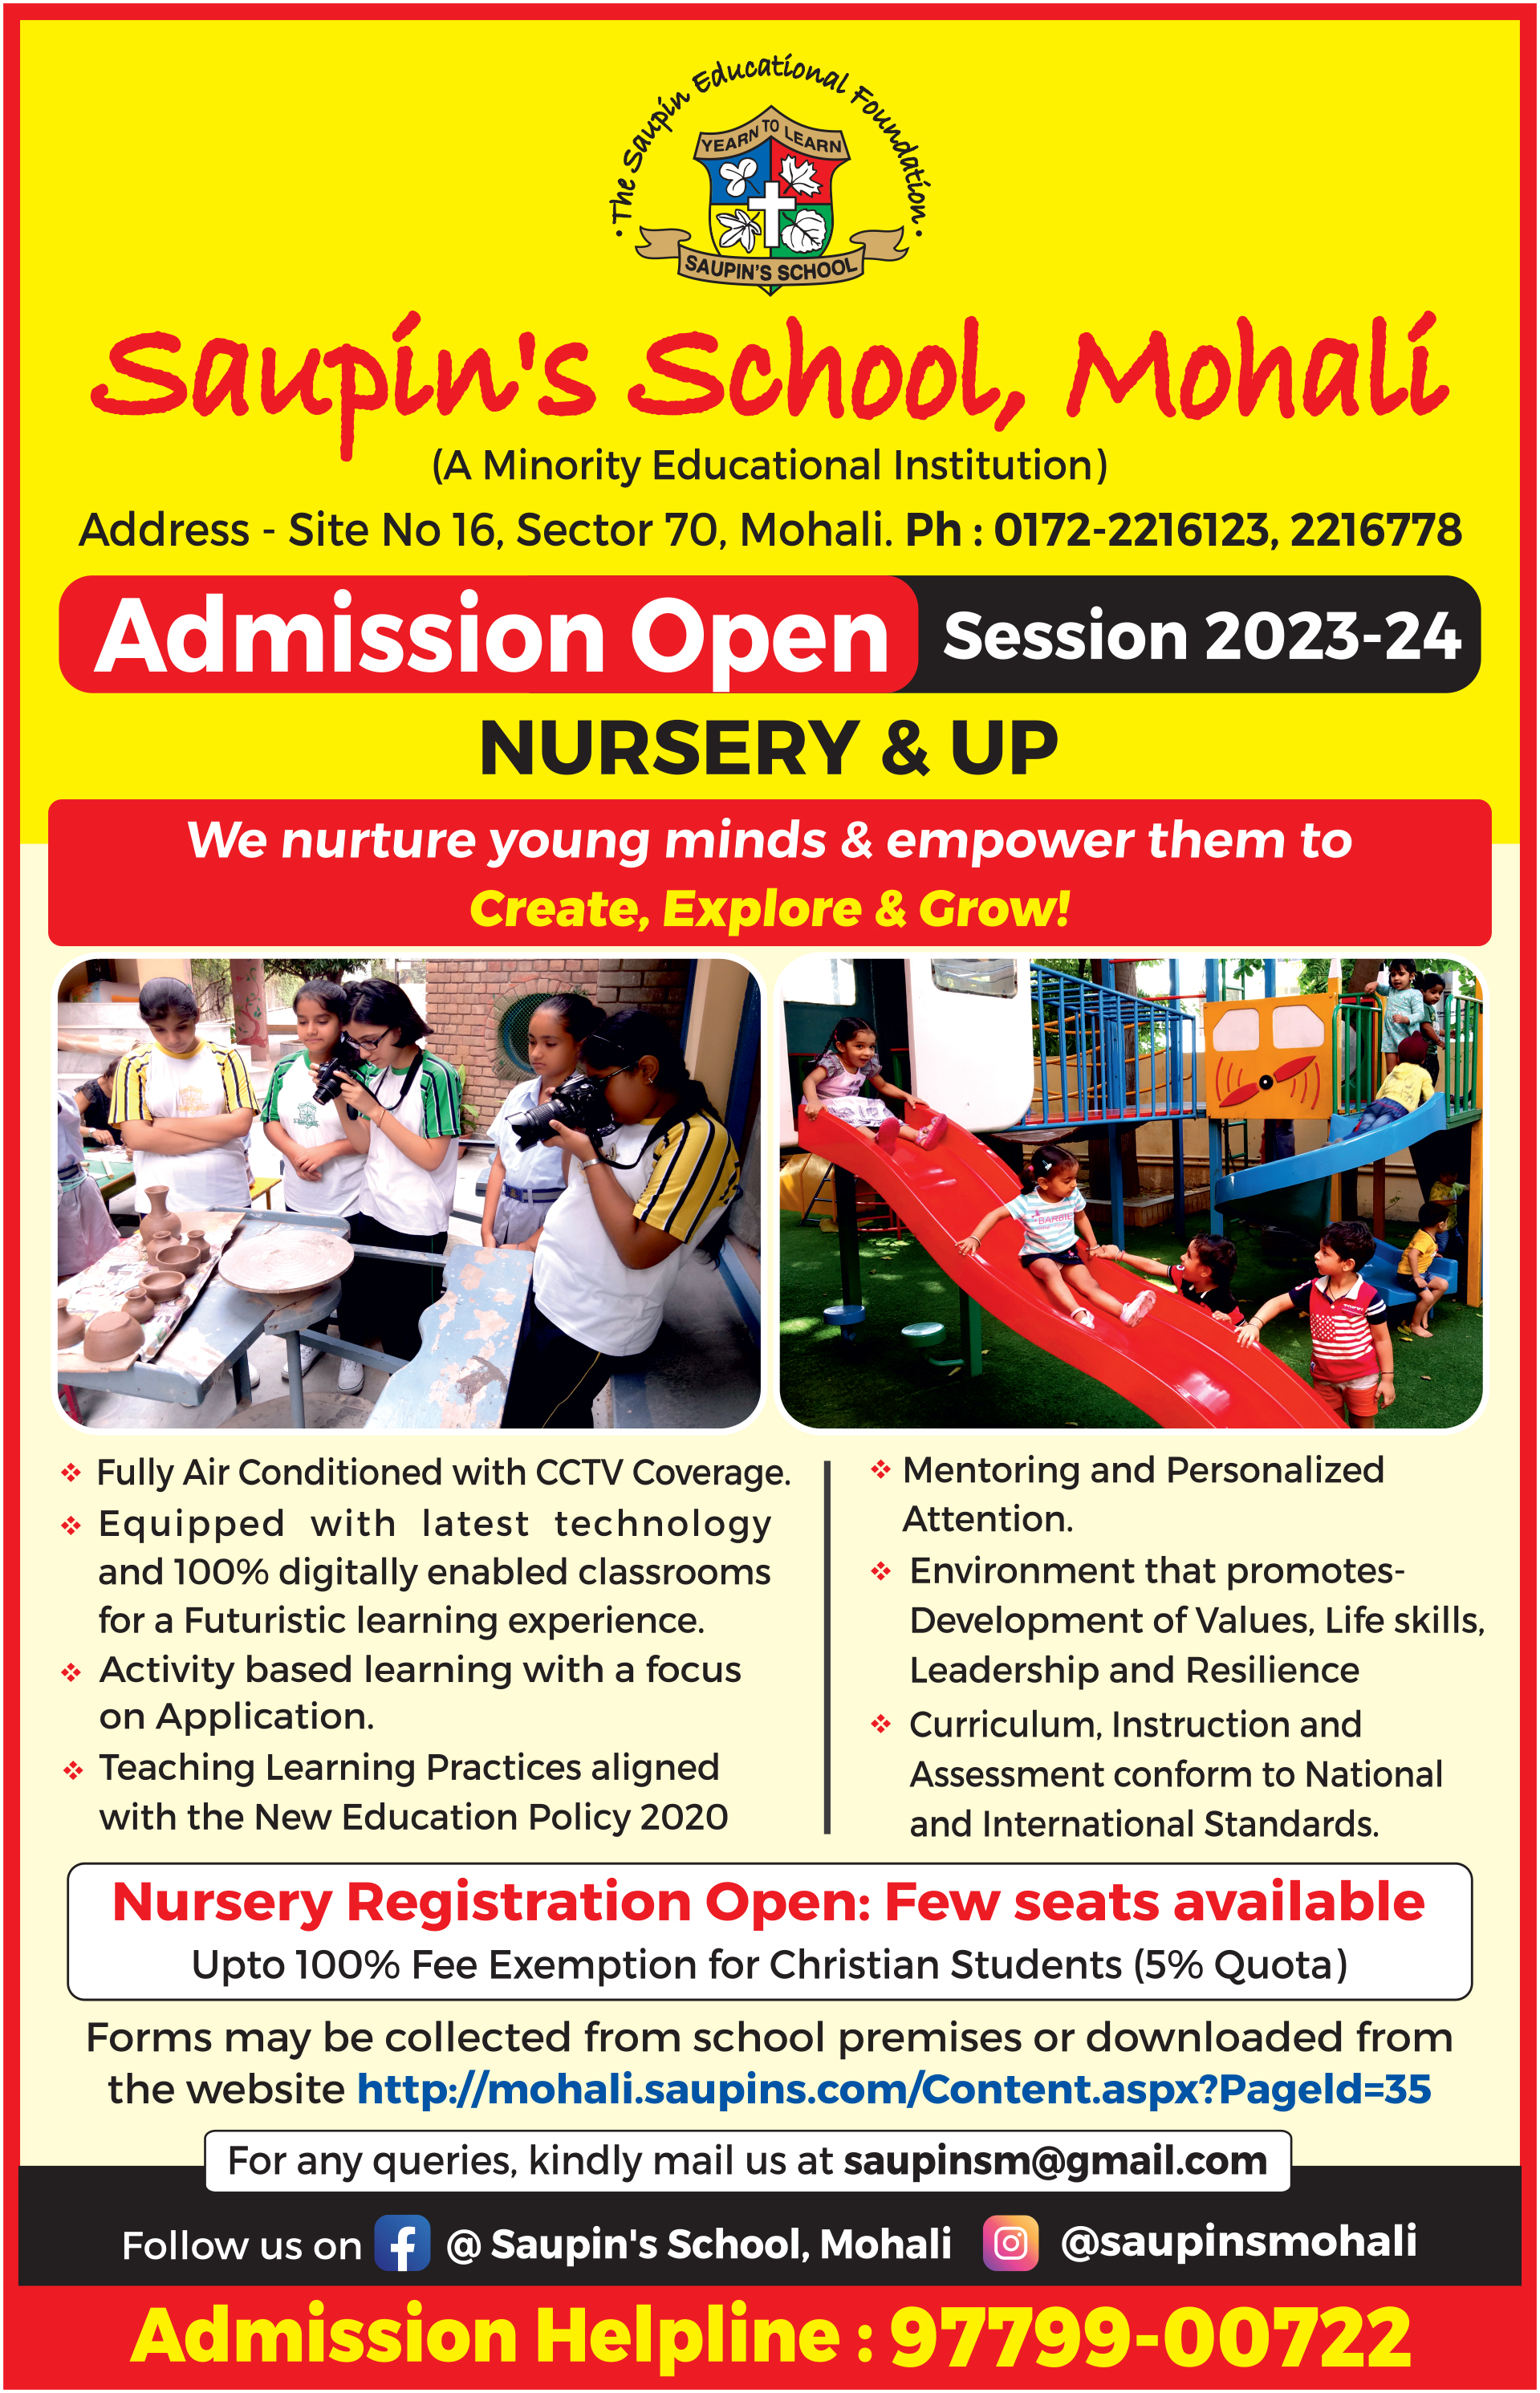 The Saupin Educational Foundation
YEARN TO LEARN
SAUPIN'S SCHOOL
Saupin's School, Mohali
(A Minority Educational Institution)
Address - Site No 16, Sector 70, Mohali. Ph : 0172-2216123, 2216778
Admission Open Session 2023-24
NURSERY & UP
We nurture young minds & empower them to
Create, Explore & Grow!
BARBIE
Fully Air Conditioned with CCTV Coverage.
Equipped with latest technology
and 100% digitally enabled classrooms
for a Futuristic learning experience.
Activity based learning with a focus
on Application.
Teaching Learning Practices aligned
with the New Education Policy 2020
Mentoring and Personalized
Attention.
Environment that promotes-
Development of Values, Life skills,
Leadership and Resilience
Curriculum, Instruction and
Assessment conform to National
and International Standards.
Nursery Registration Open: Few seats available
Upto 100% Fee Exemption for Christian Students (5% Quota)
Forms may be collected from school premises or downloaded from
the website http://mohali.saupins.com/Content.aspx?PageId=35
For any queries, kindly mail us at saupinsm@gmail.com
Follow us on f @ Saupin's School, Mohali @saupinsmohali
Admission Helpline : 97799-00722